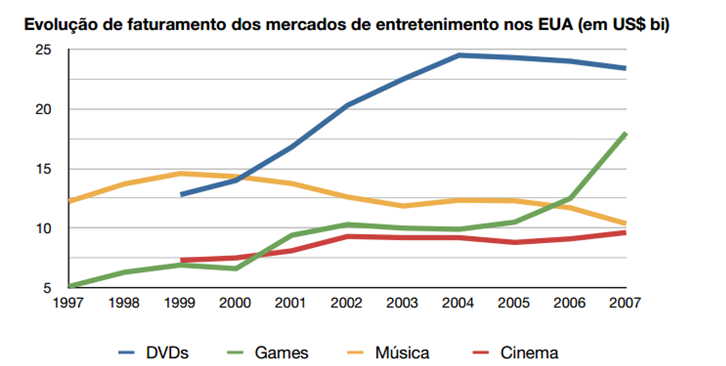 Evolução de faturamento dos mercados de entretenimento nos EUA (em US$ bi)
25
20
15
10
5
1997 1998 1999 2000 2001 2002 2003 2004 2005 2006 2007
DVDs Games Música Cinema